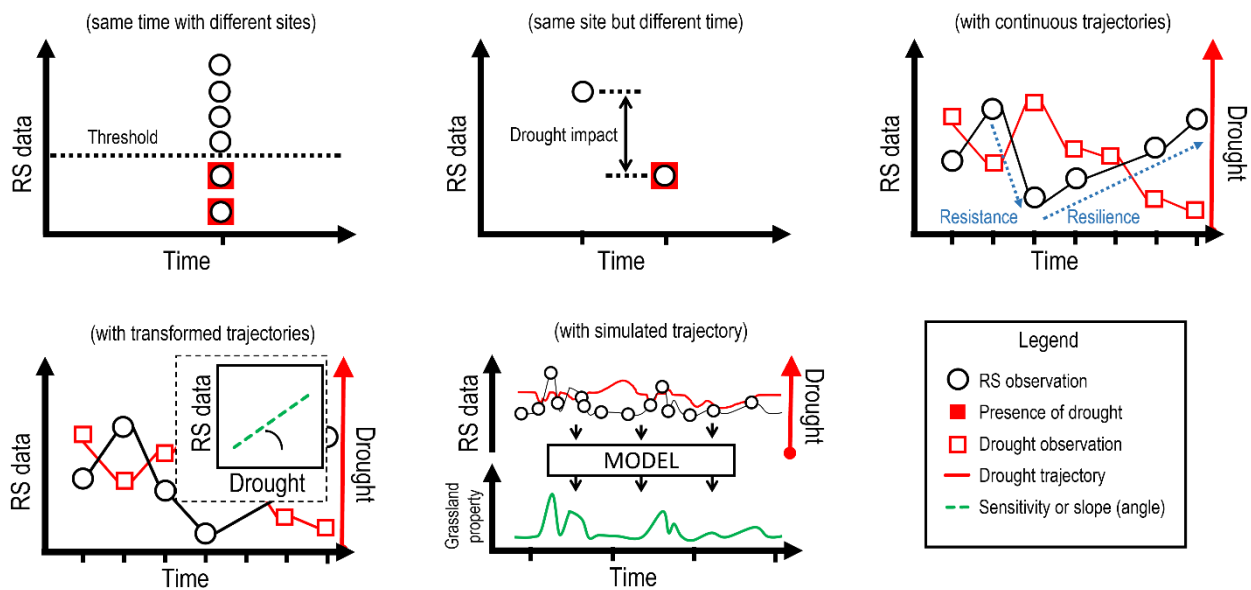 (same time with different sites)
RS data
Threshold
Time
(same site but different time)
RS data
Drought impact
Time
(with continuous trajectories)
RS data
Drought
Resistance
Resilience
Time
(with transformed trajectories)
RS data
Drought
RS data
Drought
Time
(with simulated trajectory)
RS data
Drought
MODEL
Grassland
property
Time
Legend
RS observation
Presence of drought
Drought observation
Drought trajectory
Sensitivity or slope (angle)